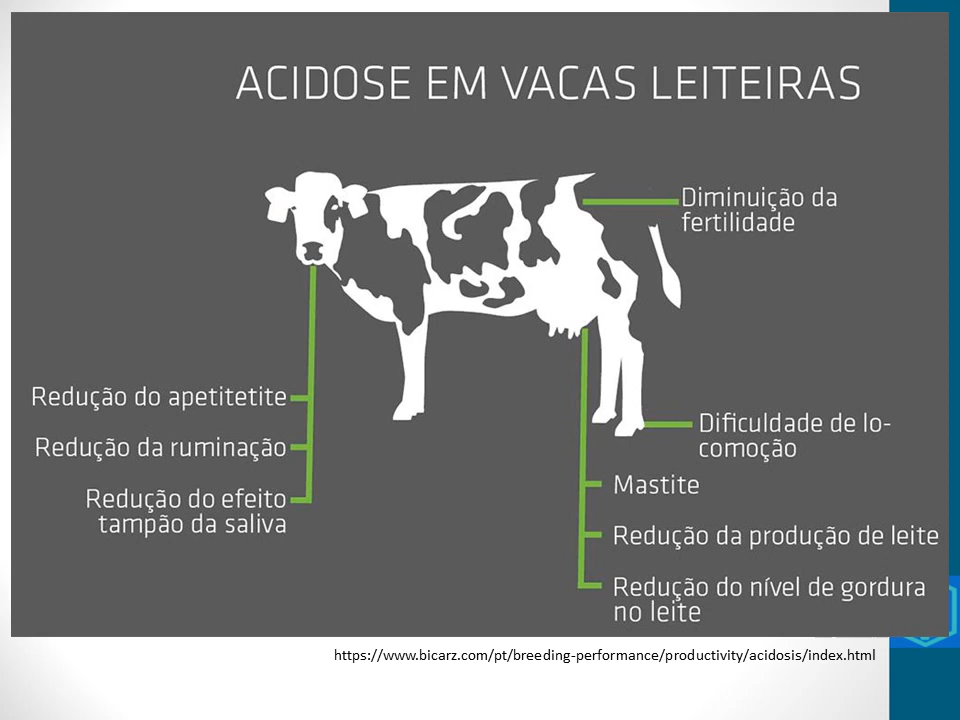 ACIDOSE EM VACAS LEITEIRAS
Diminuição da
fertilidade
Redução do apetitetite
Redução da ruminação
Redução do efeito
tampão da saliva
Dificuldade de lo-
comoção
Mastite
Redução da produção de leite
Redução do nível de gordura
no leite
https://www.bicarz.com/pt/breeding-performance/productivity/acidosis/index.html